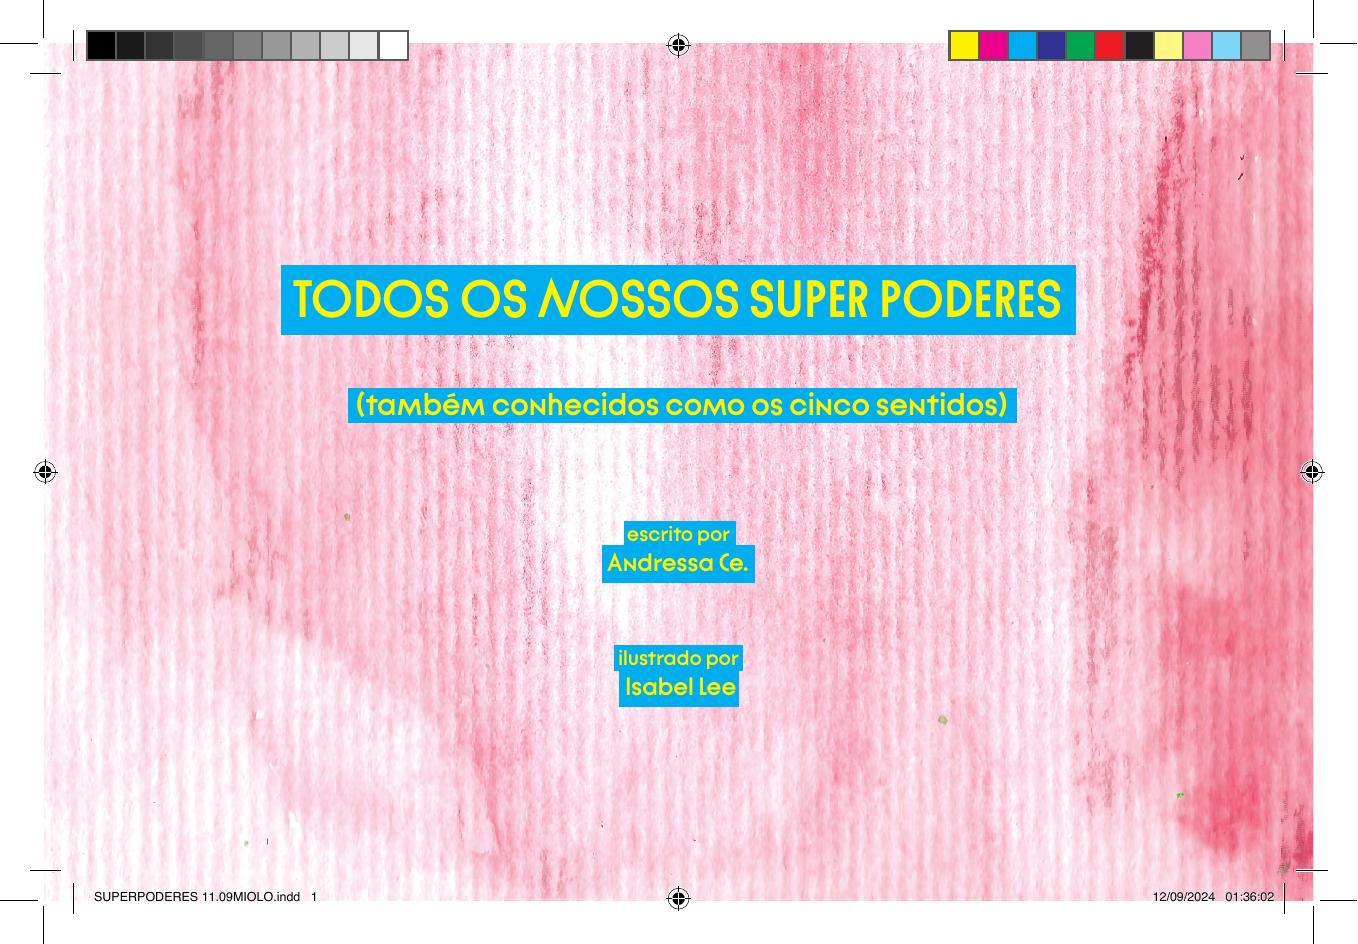 TODOS OS NOSSOS SUPER PODERES
(também conhecidos como os cinco sentidos)
escrito por
Andressa Ce.
ilustrado por
Isabel Lee
SUPERPODERES 11.09MIOLO.indd 1
12/09/2024 01:36:02